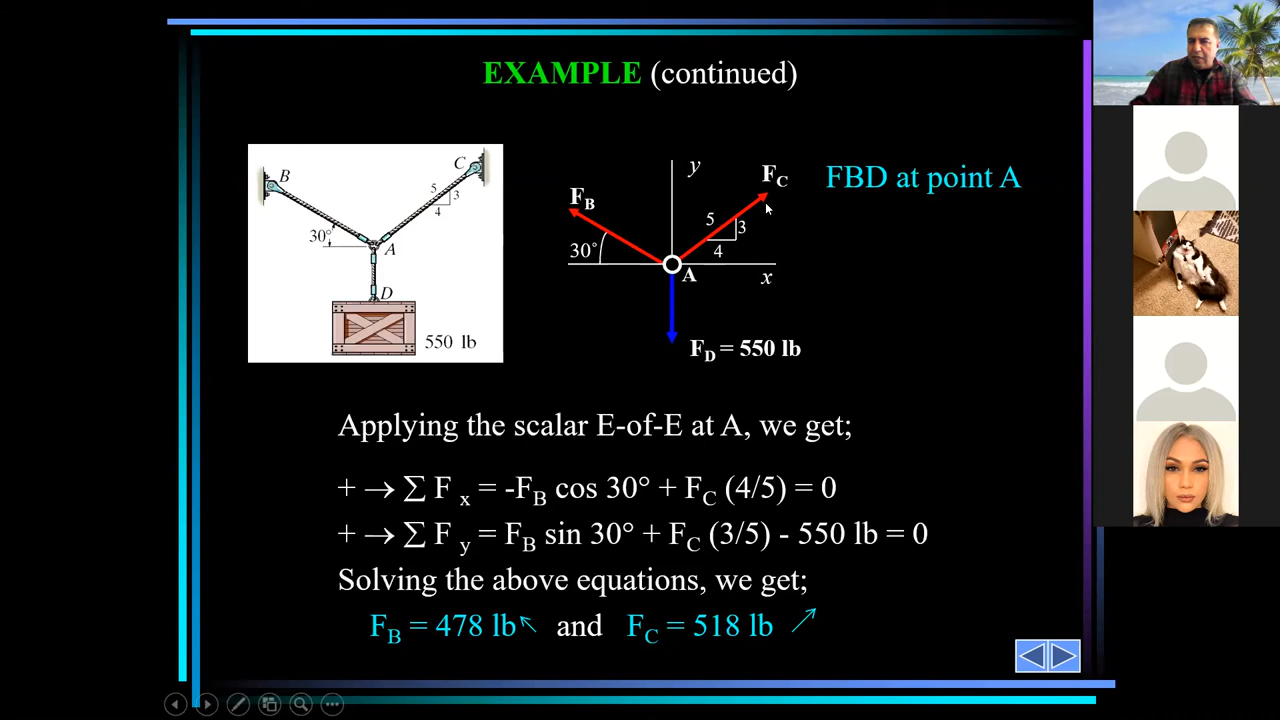 EXAMPLE (continued)
B
C
5
3
4
30°
A
D
550 lb
y
F_C
FBD at point A
F_B
5
3
30°
4
A
x
F_D = 550 lb
Applying the scalar E-of-E at A, we get;
+ → ∑ F x = -F_B cos 30° + F_C (4/5) = 0
+ → ∑ F y = F_B sin 30° + F_C (3/5) - 550 lb = 0
Solving the above equations, we get;
F_B = 478 lb↖ and F_C = 518 lb ↗